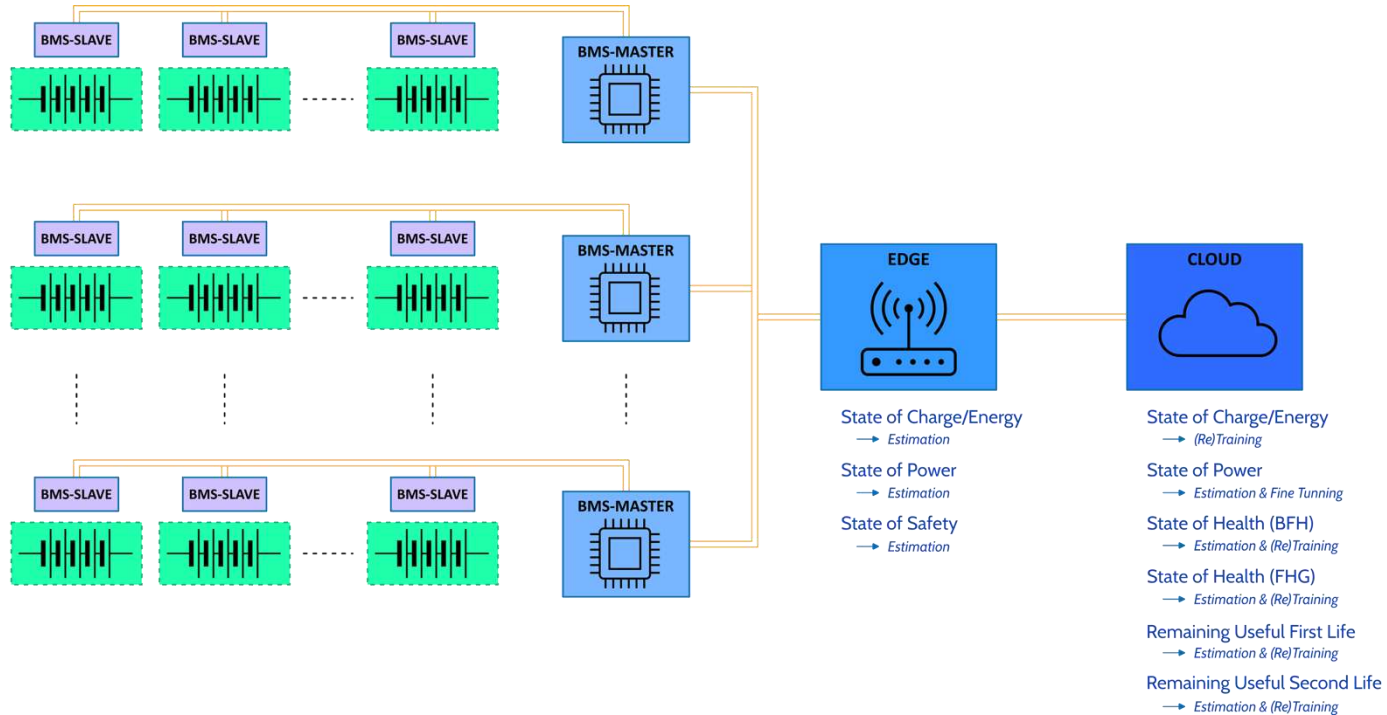 BMS-SLAVE BMS-SLAVE BMS-SLAVE
BMS-MASTER
BMS-SLAVE BMS-SLAVE BMS-SLAVE
BMS-MASTER
EDGE
CLOUD
State of Charge/Energy
→ Estimation
State of Power
→ Estimation
State of Safety
→ Estimation
State of Charge/Energy
→ (Re)Training
State of Power
→ Estimation & Fine Tunning
State of Health (BFH)
→ Estimation & (Re)Training
State of Health (FHG)
→ Estimation & (Re)Training
Remaining Useful First Life
→ Estimation & (Re)Training
Remaining Useful Second Life
→ Estimation & (Re)Training
BMS-SLAVE BMS-SLAVE BMS-SLAVE
BMS-MASTER